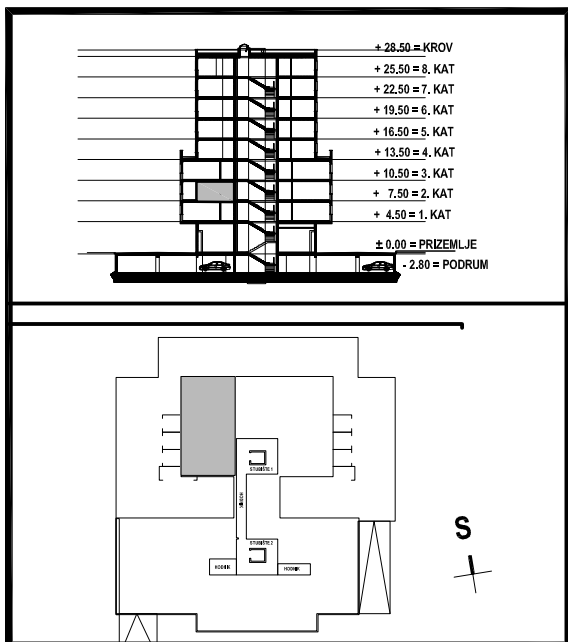 + 28.50 = KROV
+ 25.50 = 8. KAT
+ 22.50 = 7. KAT
+ 19.50 = 6. KAT
+ 16.50 = 5. KAT
+ 13.50 = 4. KAT
+ 10.50 = 3. KAT
+ 7.50 = 2. KAT
+ 4.50 = 1. KAT
± 0.00 = PRIZEMLJE
- 2.80 = PODRUM
STUBIŠTE 1
HODNIK
STUBIŠTE 2
HODNIK
HODNIK
S